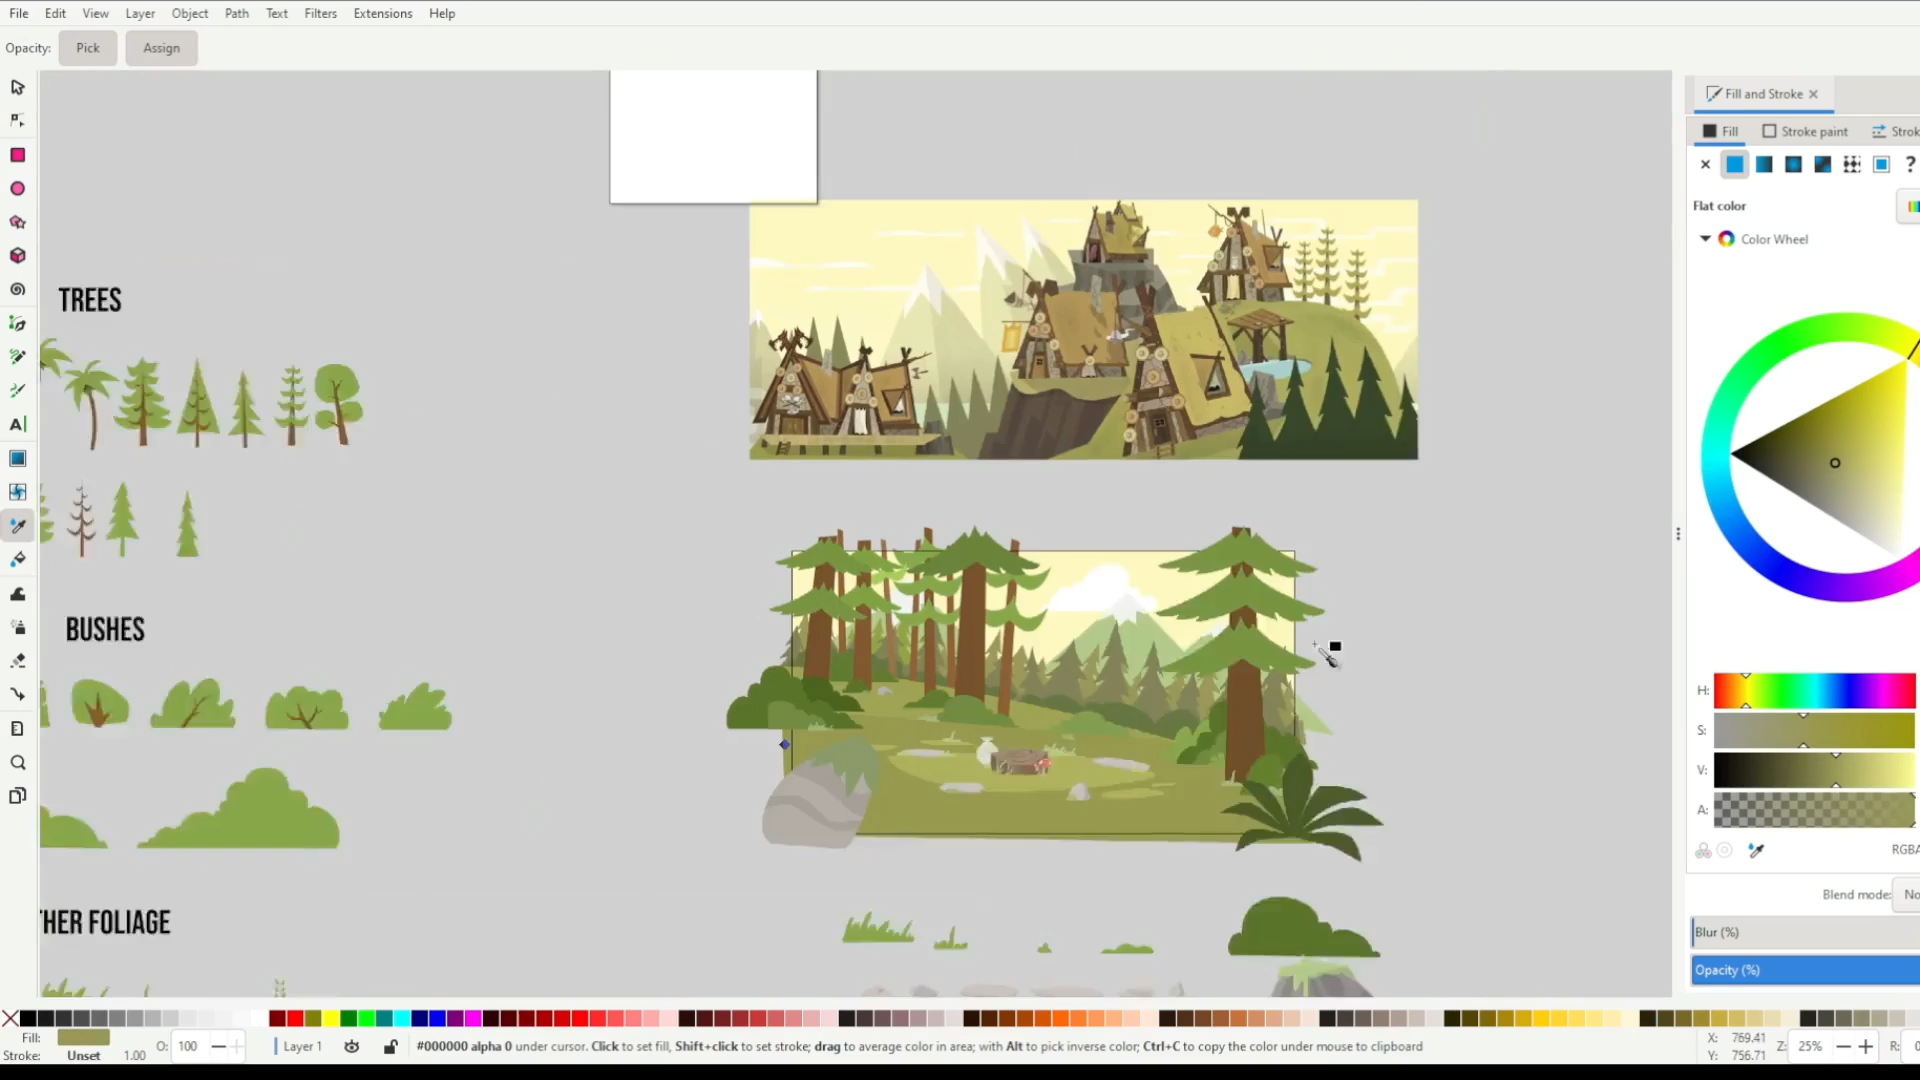 File Edit View Layer Object Path Text Filters Extensions Help
Opacity: Pick Assign
Fill and Stroke
Fill Stroke paint Strok
?
Flat color
Color Wheel
TREES
BUSHES
THER FOLIAGE
H:
S:
V:
A:
RGBA
Blend mode: No
Blur (%)
Opacity (%)
Fill:
Stroke: Unset 1.00
O: 100
Layer 1
#000000 alpha 0 under cursor. Click to set fill, Shift+click to set stroke; drag to average color in area; with Alt to pick inverse color; Ctrl+C to copy the color under mouse to clipboard
X: 769.41
Y: 756.71
Z: 25%
R: 0